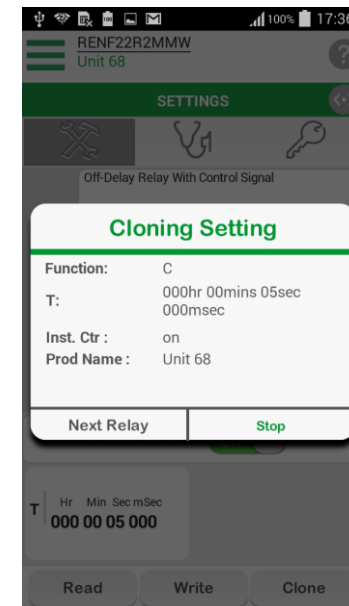 100% 17:36
RENF22R2MMW
Unit 68
?
SETTINGS
Off-Delay Relay With Control Signal
Cloning Setting
Function: C
T: 000hr 00mins 05sec
000msec
Inst. Ctr : on
Prod Name : Unit 68
Next Relay Stop
Hr Min Sec mSec
T 000 00 05 000
Read Write Clone